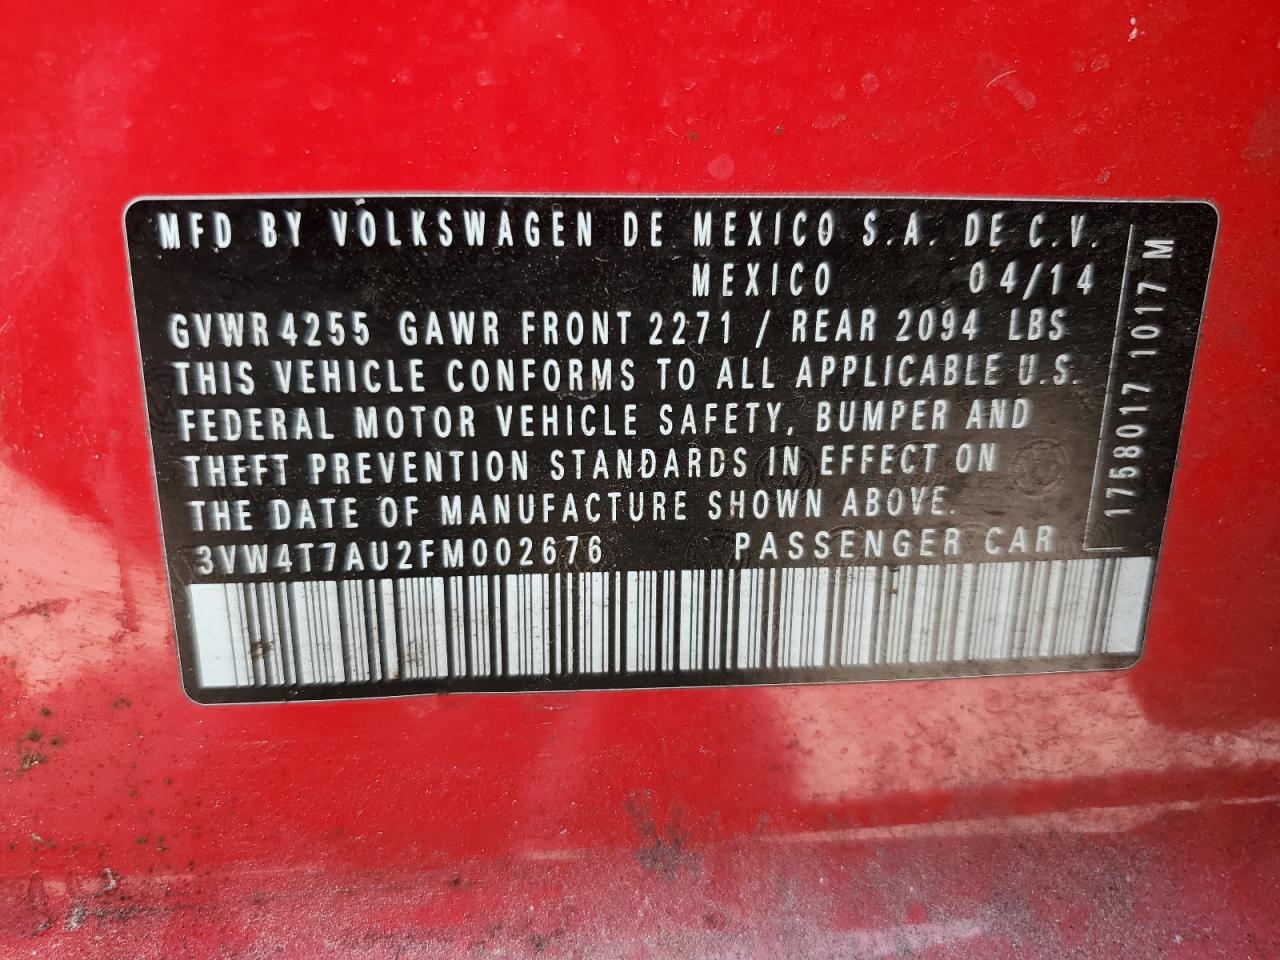 MFD BY VOLKSWAGEN DE MEXICO S.A. DE C.V.
MEXICO 04/14
GVWR 4255 GAWR FRONT 2271 / REAR 2094 LBS
THIS VEHICLE CONFORMS TO ALL APPLICABLE U.S.
FEDERAL MOTOR VEHICLE SAFETY, BUMPER AND
THEFT PREVENTION STANDARDS IN EFFECT ON
THE DATE OF MANUFACTURE SHOWN ABOVE.
3VW4T7AU2FM002676 PASSENGER CAR
1758017 1017 M